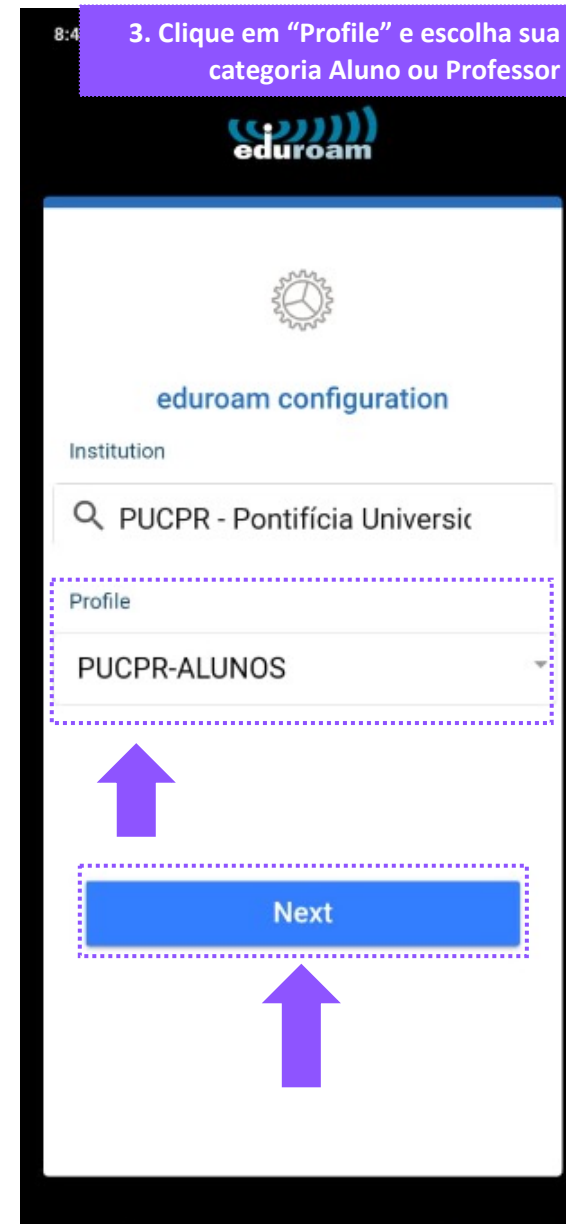 8:4
3. Clique em “Profile” e escolha sua
categoria Aluno ou Professor
eduroam
eduroam configuration
Institution
PUCPR - Pontifícia Universi
Profile
PUCPR-ALUNOS
Next